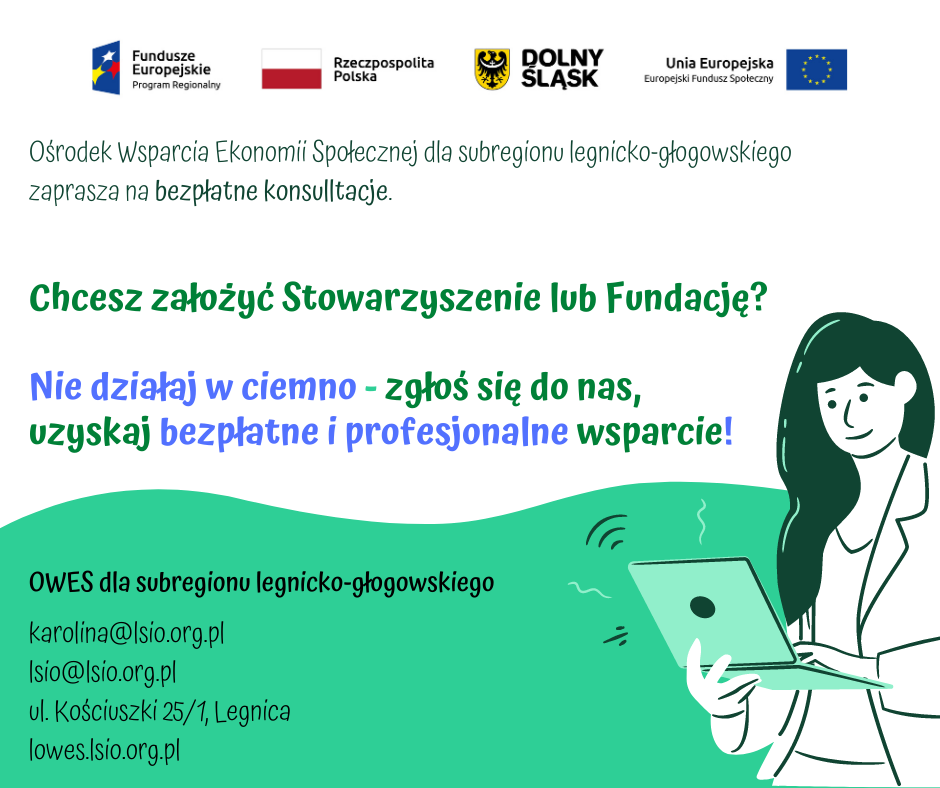 Fundusze
Europejskie
Program Regionalny
Rzeczpospolita
Polska
DOLNY
ŚLĄSK
Unia Europejska
Europejski Fundusz Społeczny
Ośrodek Wsparcia Ekonomii Społecznej dla subregionu legnicko-głogowskiego
zaprasza na bezpłatne konsulltacje.
Chcesz założyć Stowarzyszenie lub Fundację?
Nie działaj w ciemno - zgłoś się do nas,
uzyskaj bezpłatne i profesjonalne wsparcie!
OWES dla subregionu legnicko-głogowskiego
karolina@lsio.org.pl
lsio@lsio.org.pl
ul. Kościuszki 25/1, Legnica
lowes.lsio.org.pl